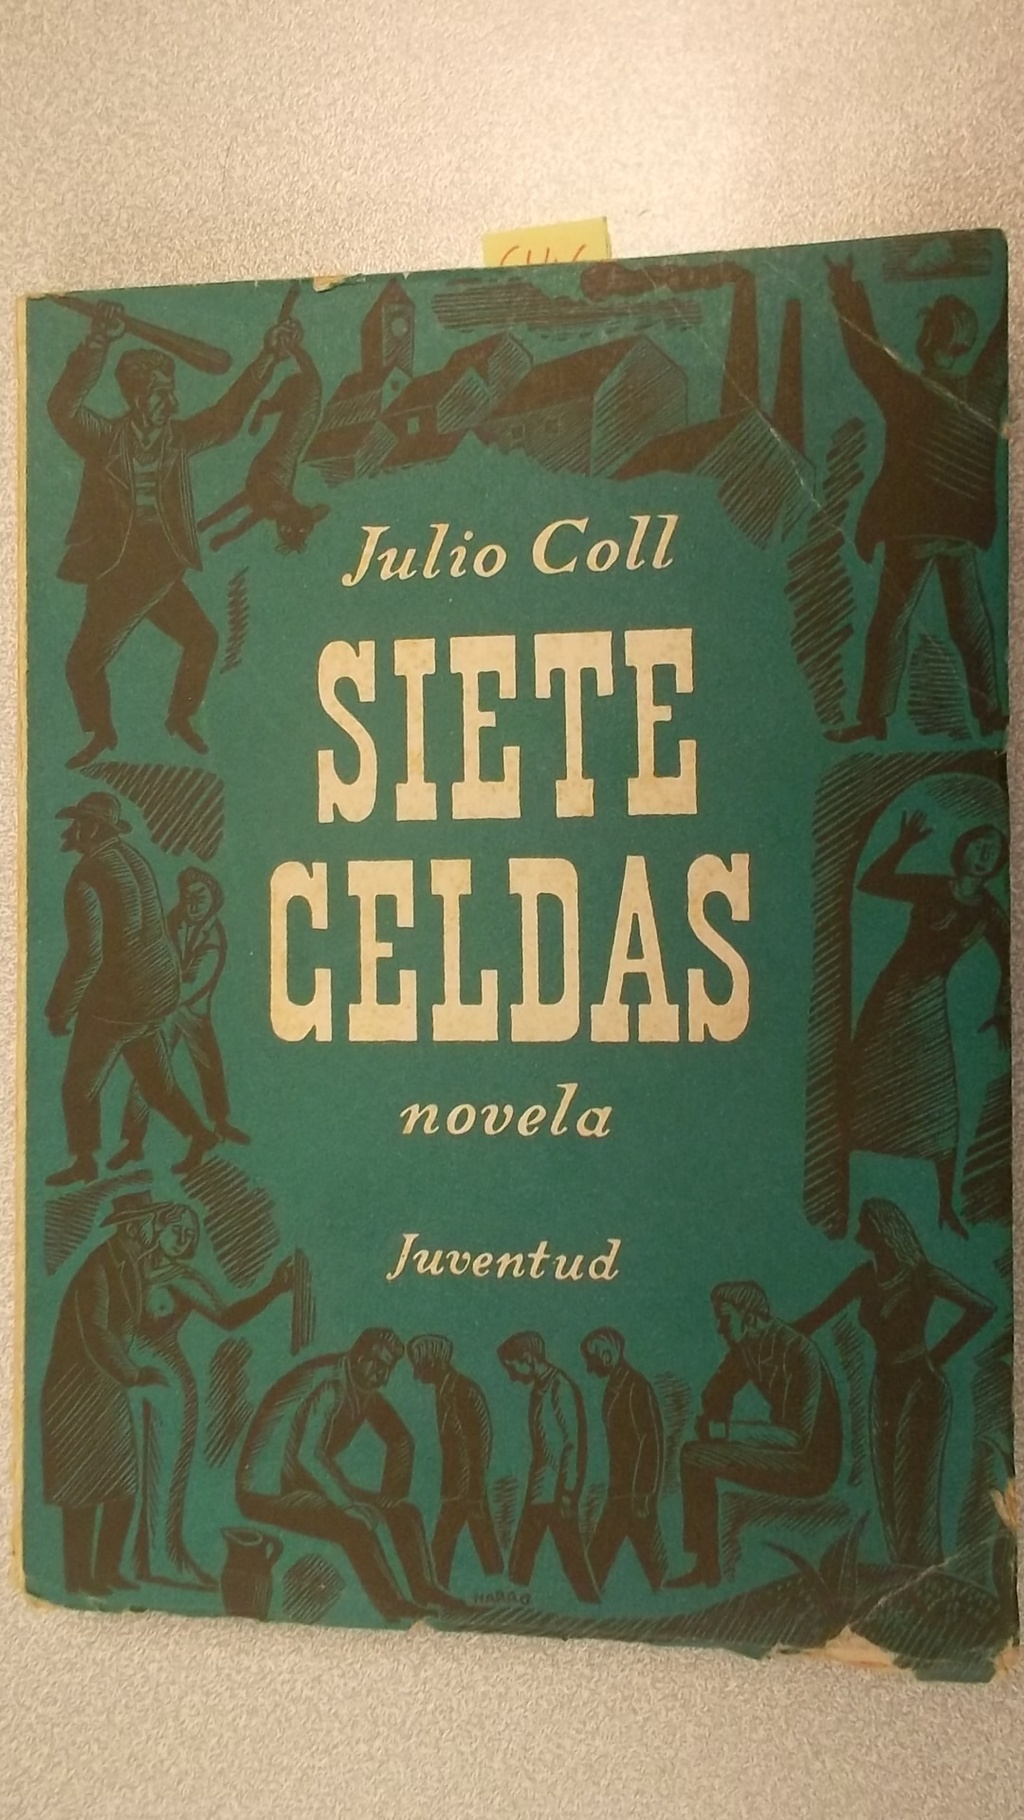 Julio Coll
SIETE
CELDAS
novela
Juventud